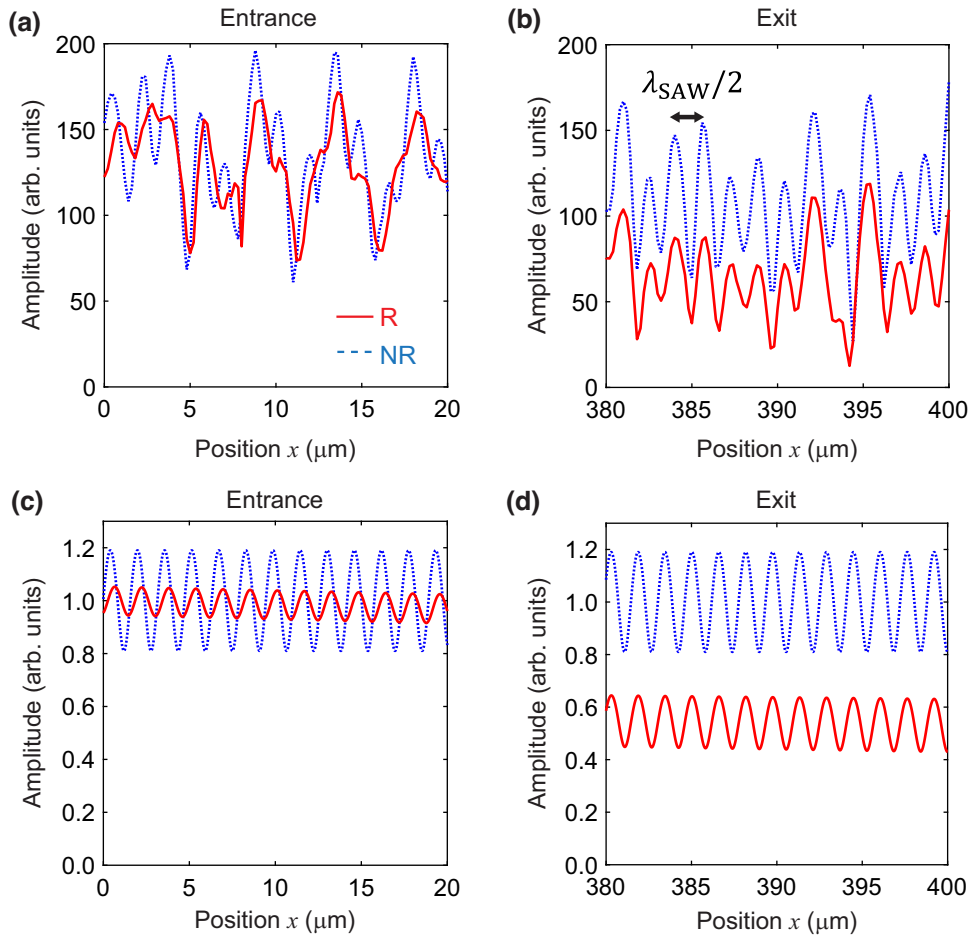 (a)
Entrance
200
150
100
50
0
Amplitude (arb. units)
R
NR
0
5
10
15
20
Position x (μm)
(b)
Exit
200
150
100
50
0
Amplitude (arb. units)
λSAW/2
380
385
390
395
400
Position x (μm)
(c)
Entrance
1.2
1.0
0.8
0.6
0.4
0.2
0.0
Amplitude (arb. units)
0
5
10
15
20
Position x (μm)
(d)
Exit
1.2
1.0
0.8
0.6
0.4
0.2
0.0
Amplitude (arb. units)
380
385
390
395
400
Position x (μm)